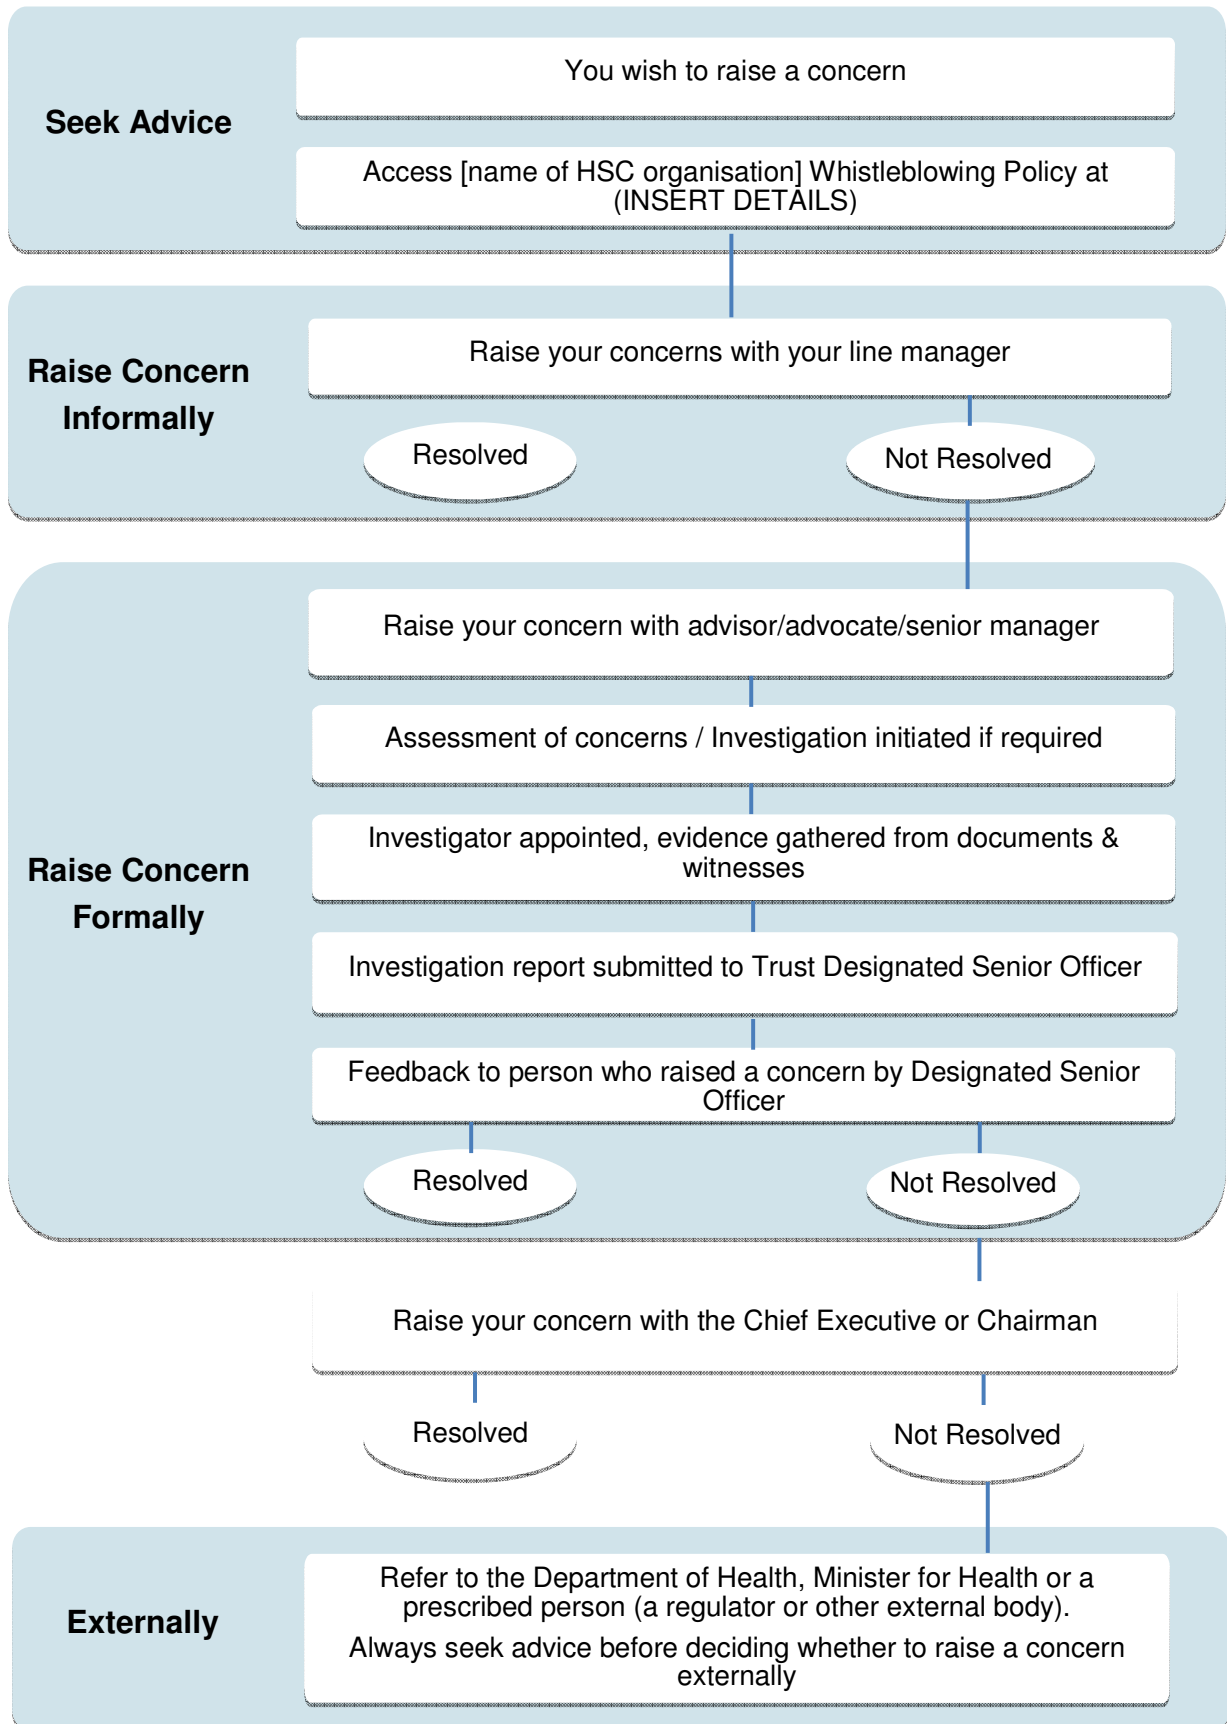 Seek Advice
You wish to raise a concern
Access [name of HSC organisation] Whistleblowing Policy at
(INSERT DETAILS)
Raise Concern
Informally
Raise your concerns with your line manager
Resolved
Not Resolved
Raise Concern
Formally
Raise your concern with advisor/advocate/senior manager
Assessment of concerns / Investigation initiated if required
Investigator appointed, evidence gathered from documents &
witnesses
Investigation report submitted to Trust Designated Senior Officer
Feedback to person who raised a concern by Designated Senior
Officer
Resolved
Not Resolved
Raise your concern with the Chief Executive or Chairman
Resolved
Not Resolved
Externally
Refer to the Department of Health, Minister for Health or a
prescribed person (a regulator or other external body).
Always seek advice before deciding whether to raise a concern
externally